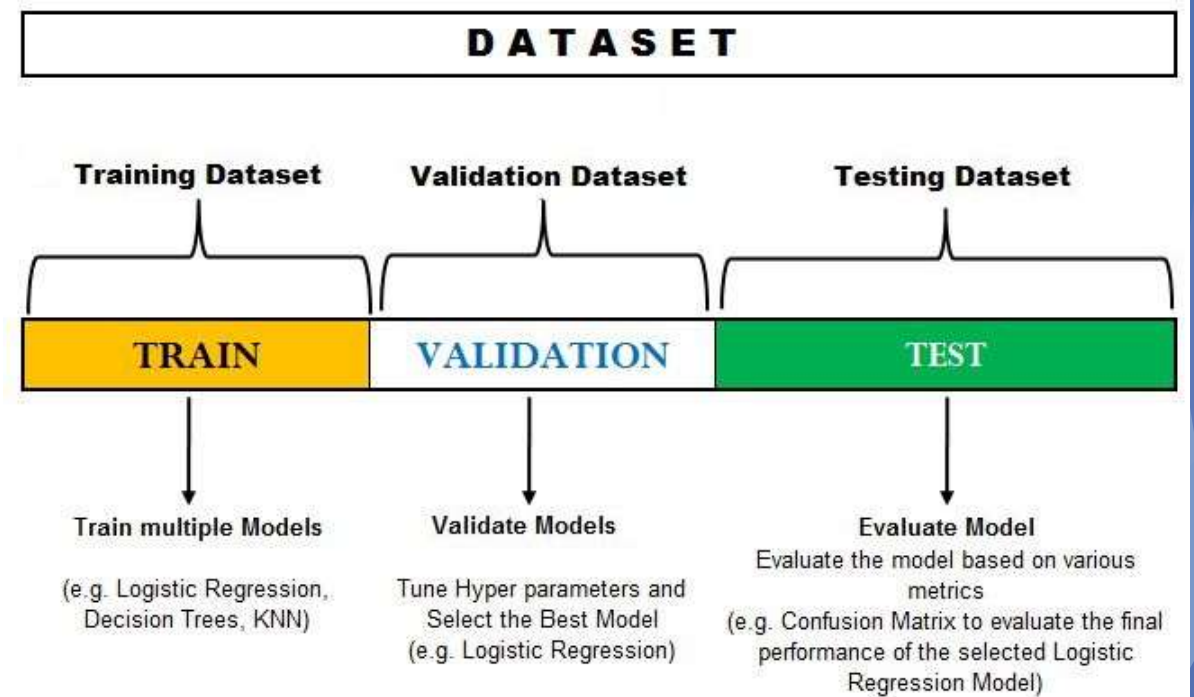 DATASET
Training Dataset
Validation Dataset
Testing Dataset
TRAIN
VALIDATION
TEST
Train multiple Models
(e.g. Logistic Regression,
Decision Trees, KNN)
Validate Models
Tune Hyper parameters and
Select the Best Model
(e.g. Logistic Regression)
Evaluate Model
Evaluate the model based on various
metrics
(e.g. Confusion Matrix to evaluate the final
performance of the selected Logistic
Regression Model)